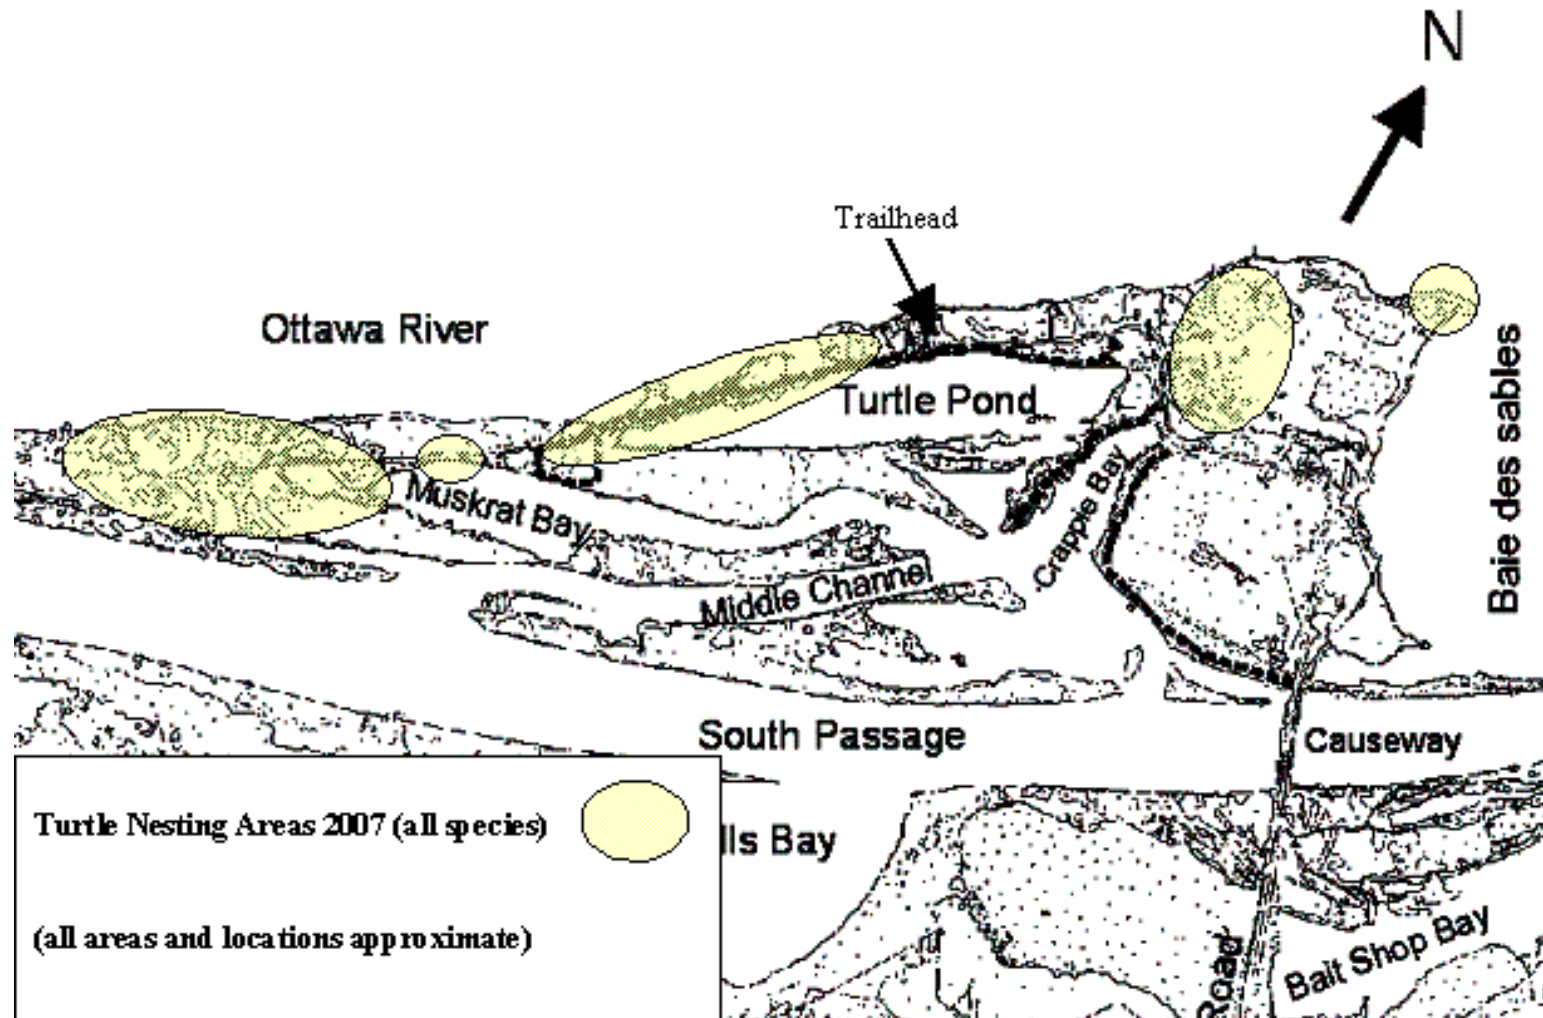 N
Trailhead
Ottawa River
Turtle Pond
Baie des sables
Muskrat Bay
Crappie Bay
Middle Channel
South Passage
Causeway
Turtle Nesting Areas 2007 (all species)
lls Bay
(all areas and locations approximate)
Road
Bait Shop Bay